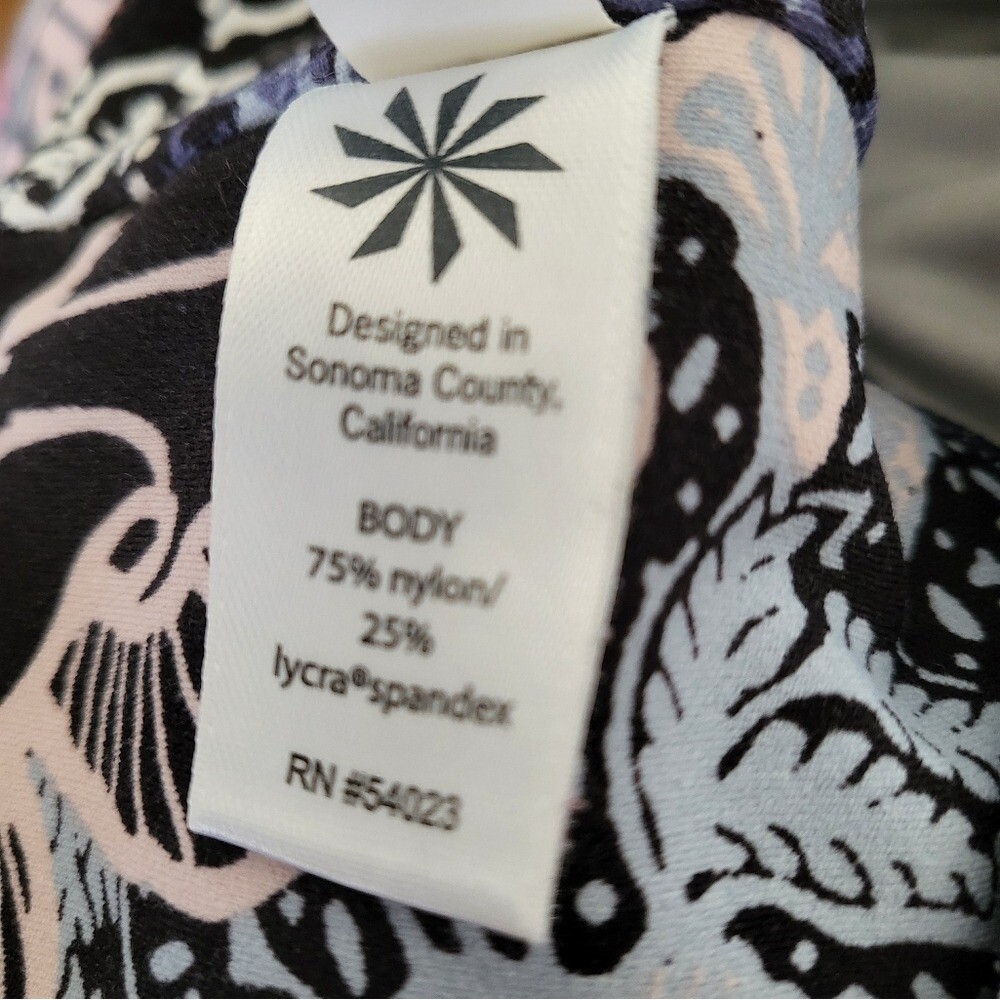 Designed in
Sonoma County,
California
BODY
75% nylon/
25%
lycra®spandex
RN #54023